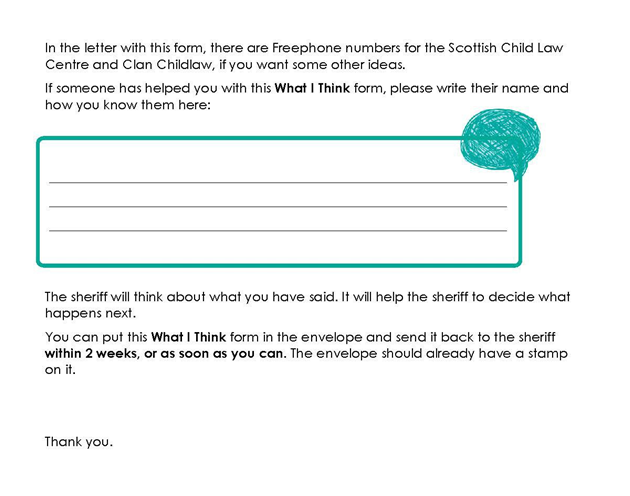 In the letter with this form, there are Freephone numbers for the Scottish Child Law
Centre and Clan Childlaw, if you want some other ideas.
If someone has helped you with this What I Think form, please write their name and
how you know them here:
The sheriff will think about what you have said. It will help the sheriff to decide what
happens next.
You can put this What I Think form in the envelope and send it back to the sheriff
within 2 weeks, or as soon as you can. The envelope should already have a stamp
on it.
Thank you.